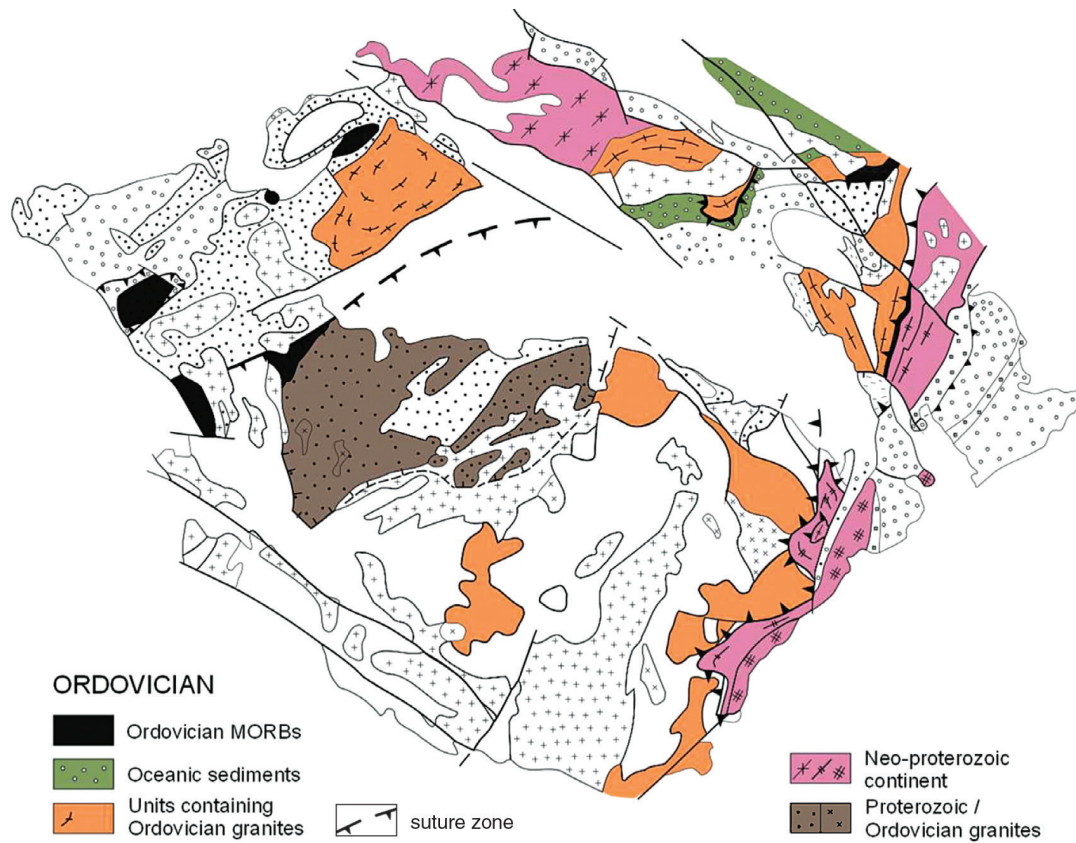 ORDOVICIAN
Ordovician MORBs
Oceanic sediments
Units containing
Ordovician granites
suture zone
Neo-proterozoic
continent
Proterozoic /
Ordovician granites